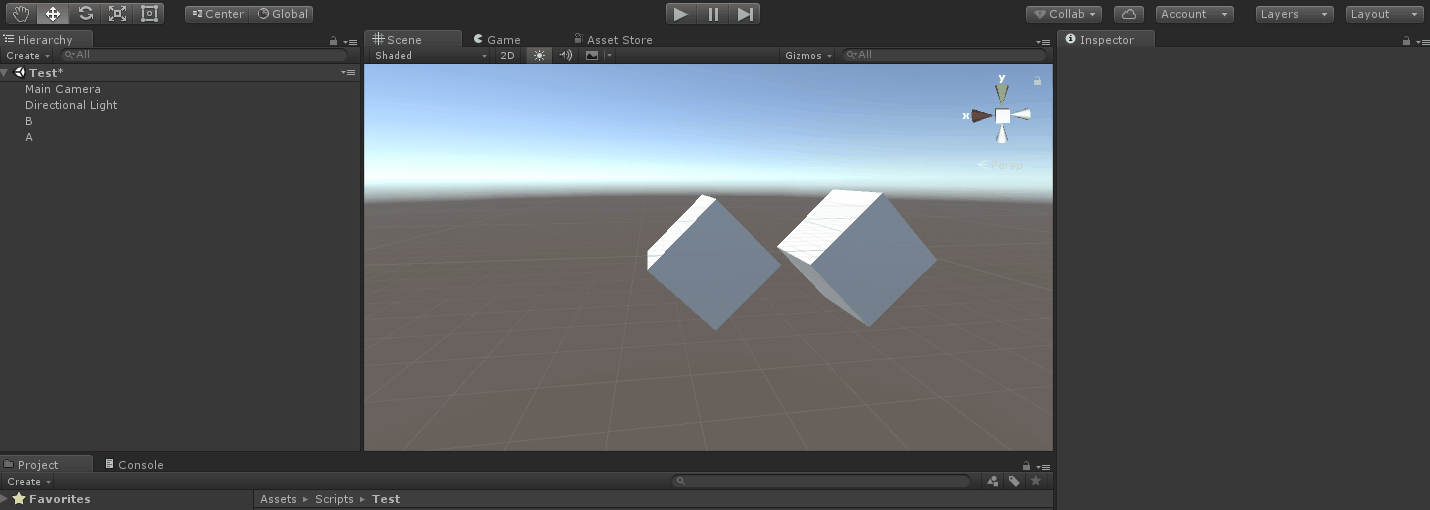 Center Global Collab Account Layers Layout
Hierarchy
Create All
Test*
Main Camera
Directional Light
B
A
Scene Game Asset Store
Shaded 2D Gizmos All
y
x
Persp
Inspector
Project Console
Create
Favorites
Assets ▸ Scripts ▸ Test